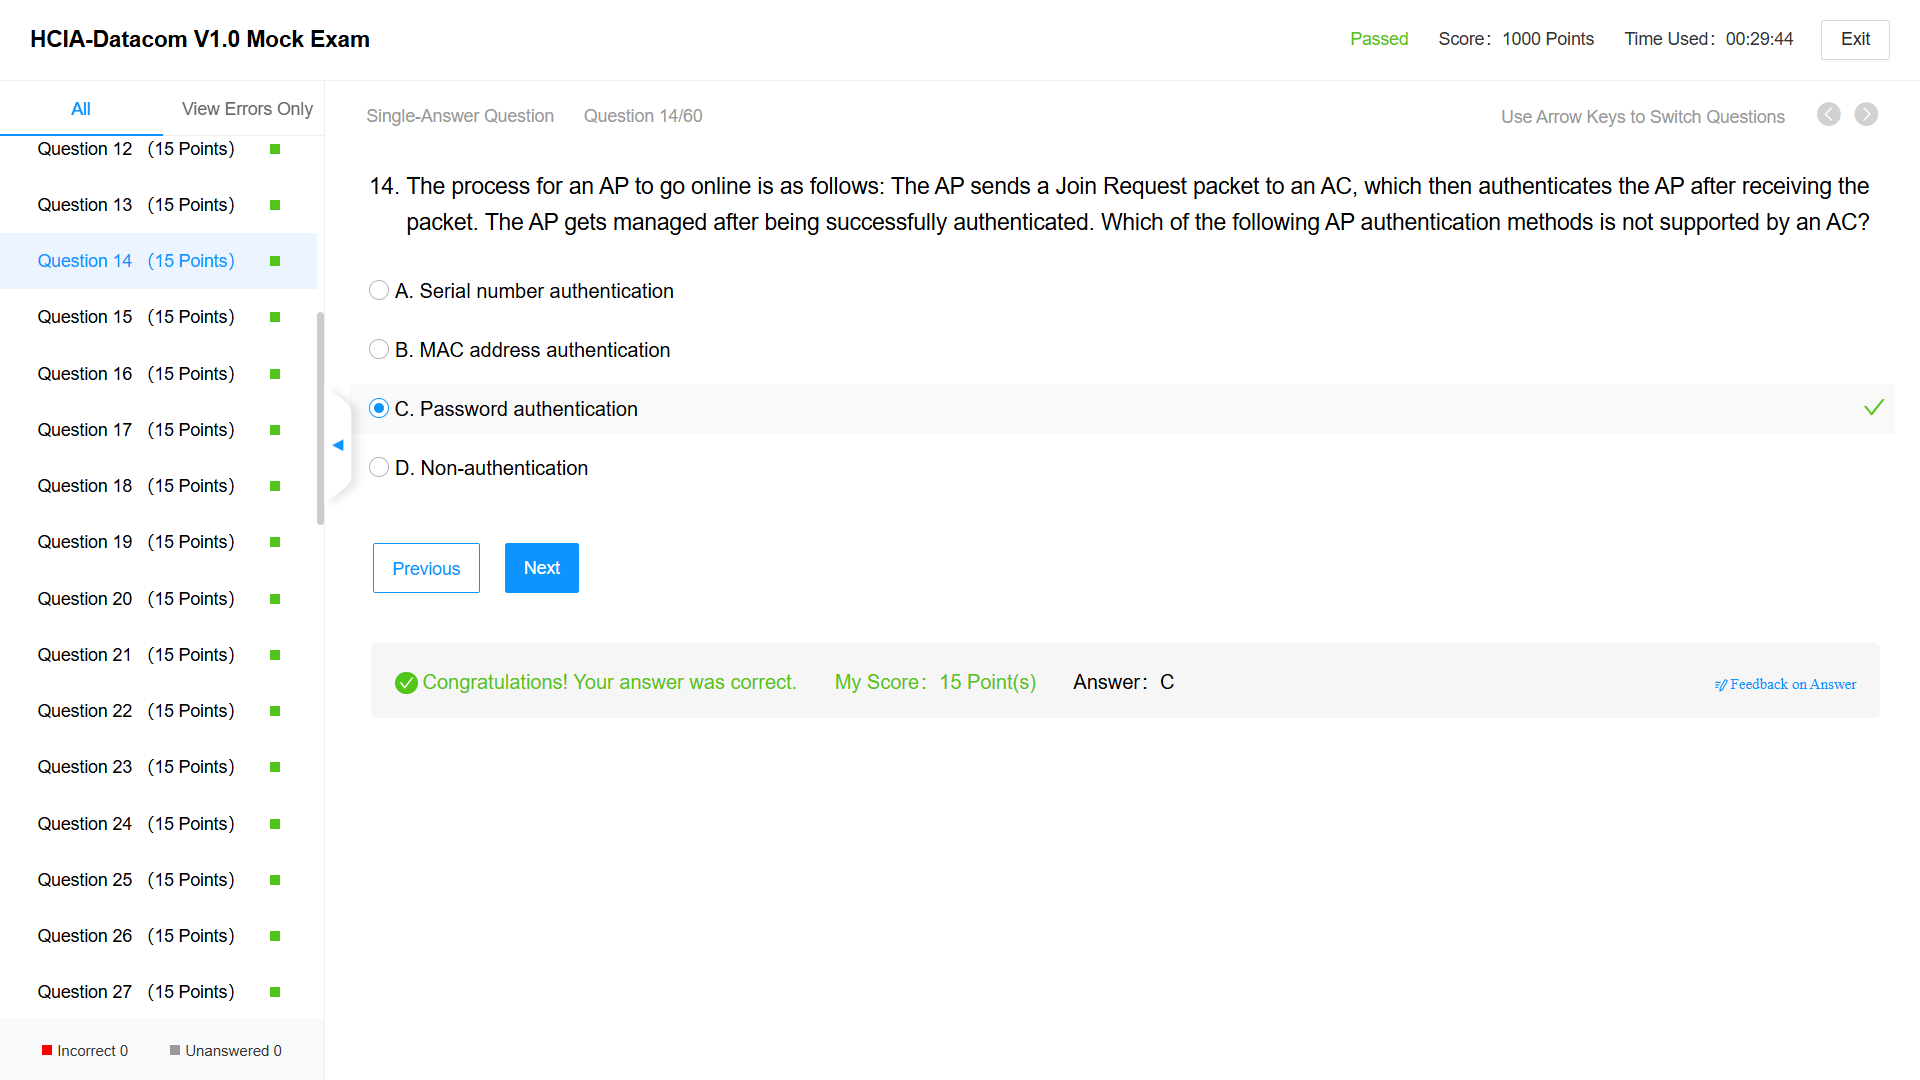 HCIA-Datacom V1.0 Mock Exam
Passed Score: 1000 Points Time Used: 00:29:44 Exit
All View Errors Only
Question 12 (15 Points)
Question 13 (15 Points)
Question 14 (15 Points)
Question 15 (15 Points)
Question 16 (15 Points)
Question 17 (15 Points)
Question 18 (15 Points)
Question 19 (15 Points)
Question 20 (15 Points)
Question 21 (15 Points)
Question 22 (15 Points)
Question 23 (15 Points)
Question 24 (15 Points)
Question 25 (15 Points)
Question 26 (15 Points)
Question 27 (15 Points)
Incorrect 0 Unanswered 0
Single-Answer Question Question 14/60 Use Arrow Keys to Switch Questions
14. The process for an AP to go online is as follows: The AP sends a Join Request packet to an AC, which then authenticates the AP after receiving the
packet. The AP gets managed after being successfully authenticated. Which of the following AP authentication methods is not supported by an AC?
A. Serial number authentication
B. MAC address authentication
C. Password authentication
D. Non-authentication
Previous Next
Congratulations! Your answer was correct. My Score: 15 Point(s) Answer: C Feedback on Answer